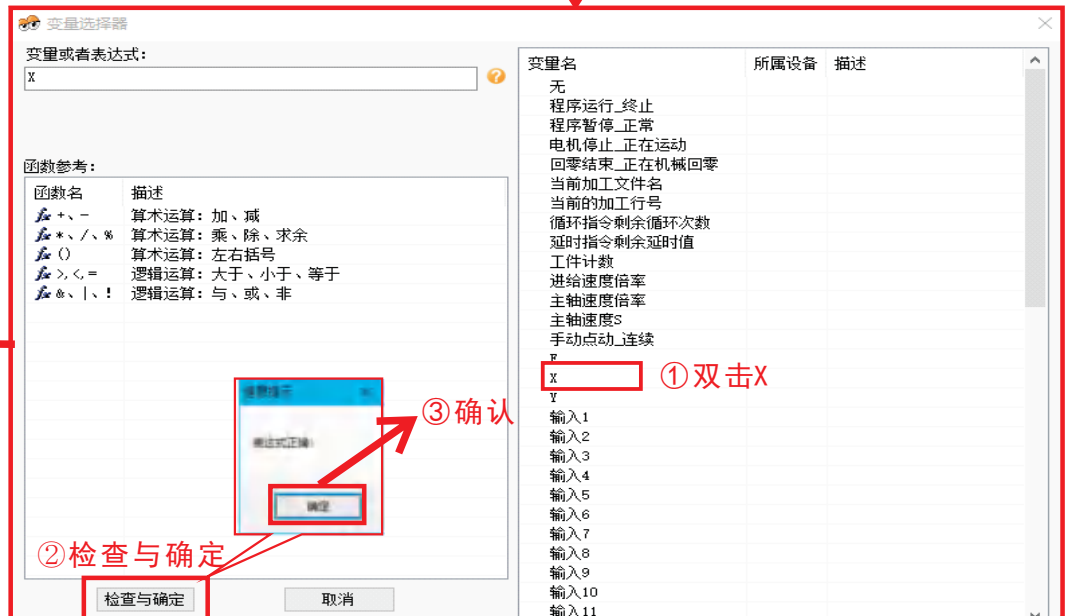 变量选择器
变量或者表达式:
X
函数参考:
函数名 描述
fx +、- 算术运算: 加、减
fx *、/、% 算术运算: 乘、除、求余
fx () 算术运算: 左右括号
fx >,<,= 逻辑运算: 大于、小于、等于
fx &、|、! 逻辑运算: 与、或、非
表达式正确!
确定
③确认
②检查与确定
检查与确定
取消
变量名 所属设备 描述
无
程序运行_终止
程序暂停_正常
电机停止_正在运动
回零结束_正在机械回零
当前加工文件名
当前的加工行号
循环指令剩余循环次数
延时指令剩余延时值
工件计数
进给速度倍率
主轴速度倍率
主轴速度S
手动点动_连续
F
X
①双击X
Y
输入1
输入2
输入3
输入4
输入5
输入6
输入7
输入8
输入9
输入10
输入11